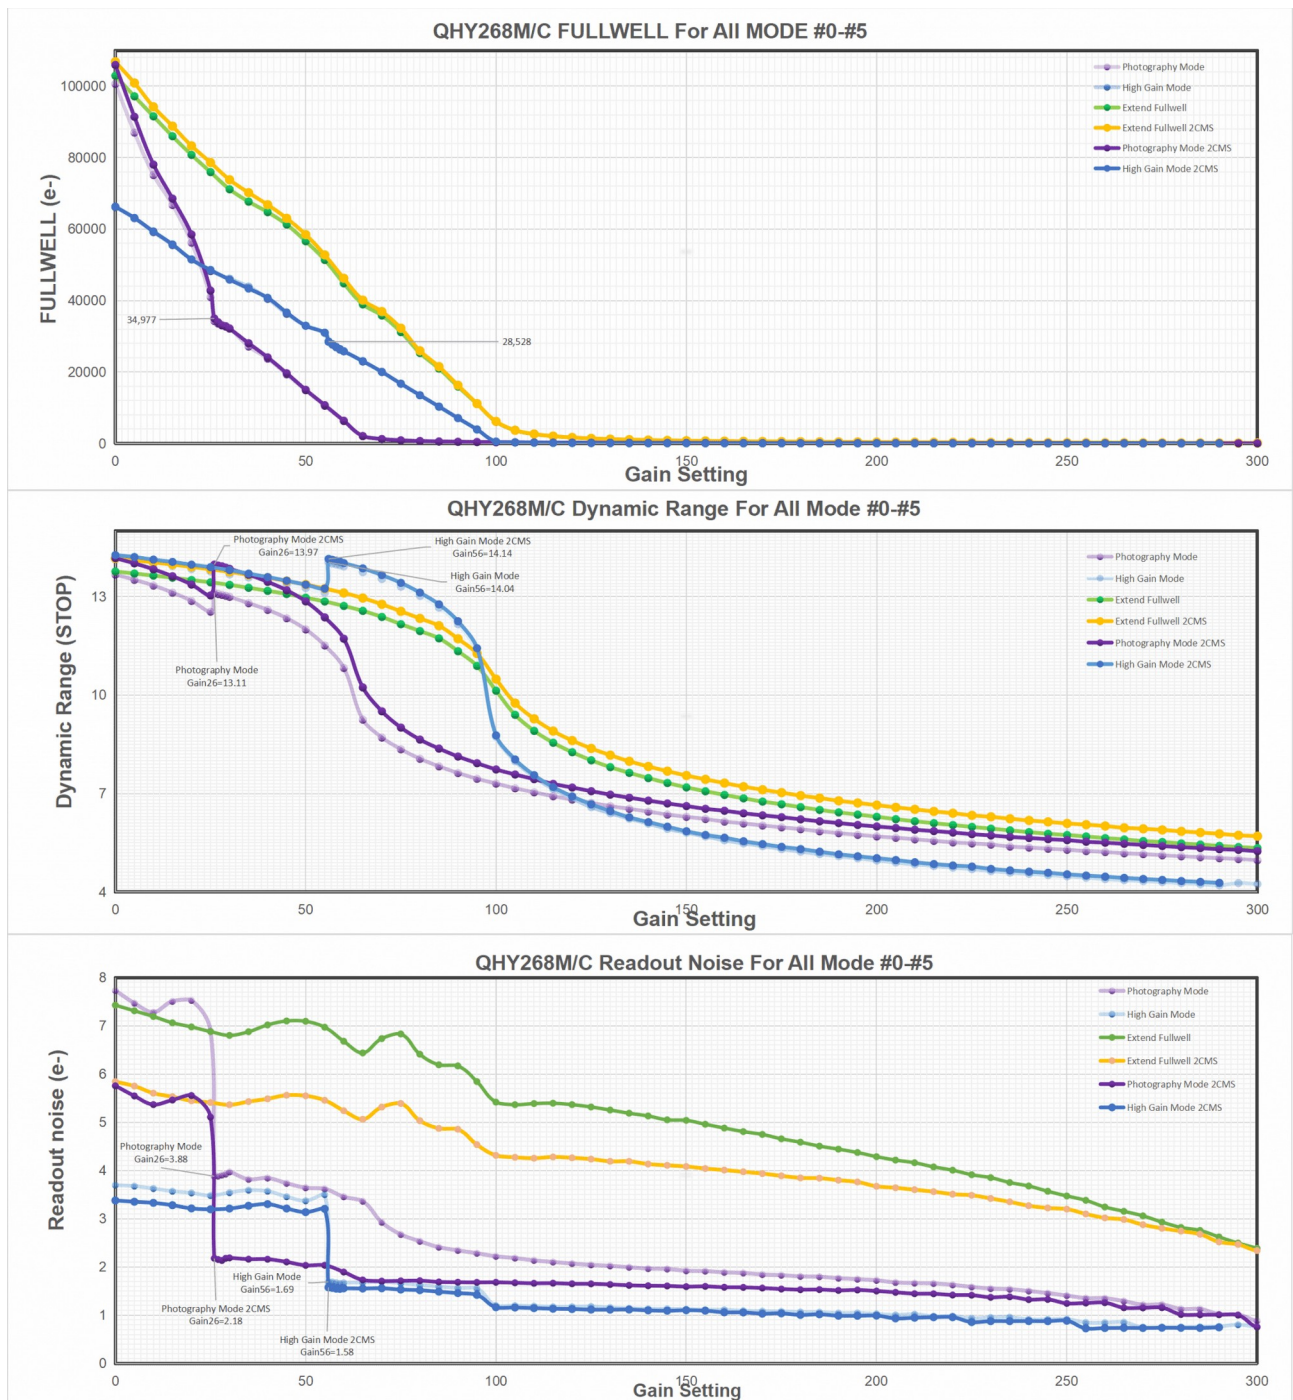 QHY268M/C FULLWELL For All MODE #0-#5
FULLWELL (e-)
100000
80000
60000
40000
20000
0
34,977
28,528
Photography Mode
High Gain Mode
Extend Fullwell
Extend Fullwell 2CMS
Photography Mode 2CMS
High Gain Mode 2CMS
0
50
100
150
200
250
300
Gain Setting
QHY268M/C Dynamic Range For All Mode #0-#5
Dynamic Range (STOP)
13
10
7
4
Photography Mode 2CMS
Gain26=13.97
High Gain Mode 2CMS
Gain56=14.14
High Gain Mode
Gain56=14.04
Photography Mode
Gain26=13.11
Photography Mode
High Gain Mode
Extend Fullwell
Extend Fullwell 2CMS
Photography Mode 2CMS
High Gain Mode 2CMS
0
50
100
150
200
250
300
Gain Setting
QHY268M/C Readout Noise For All Mode #0-#5
Readout noise (e-)
8
7
6
5
4
3
2
1
0
Photography Mode
Gain26=3.88
High Gain Mode
Gain56=1.69
Photography Mode 2CMS
Gain26=2.18
High Gain Mode 2CMS
Gain56=1.58
Photography Mode
High Gain Mode
Extend Fullwell
Extend Fullwell 2CMS
Photography Mode 2CMS
High Gain Mode 2CMS
0
50
100
150
200
250
300
Gain Setting